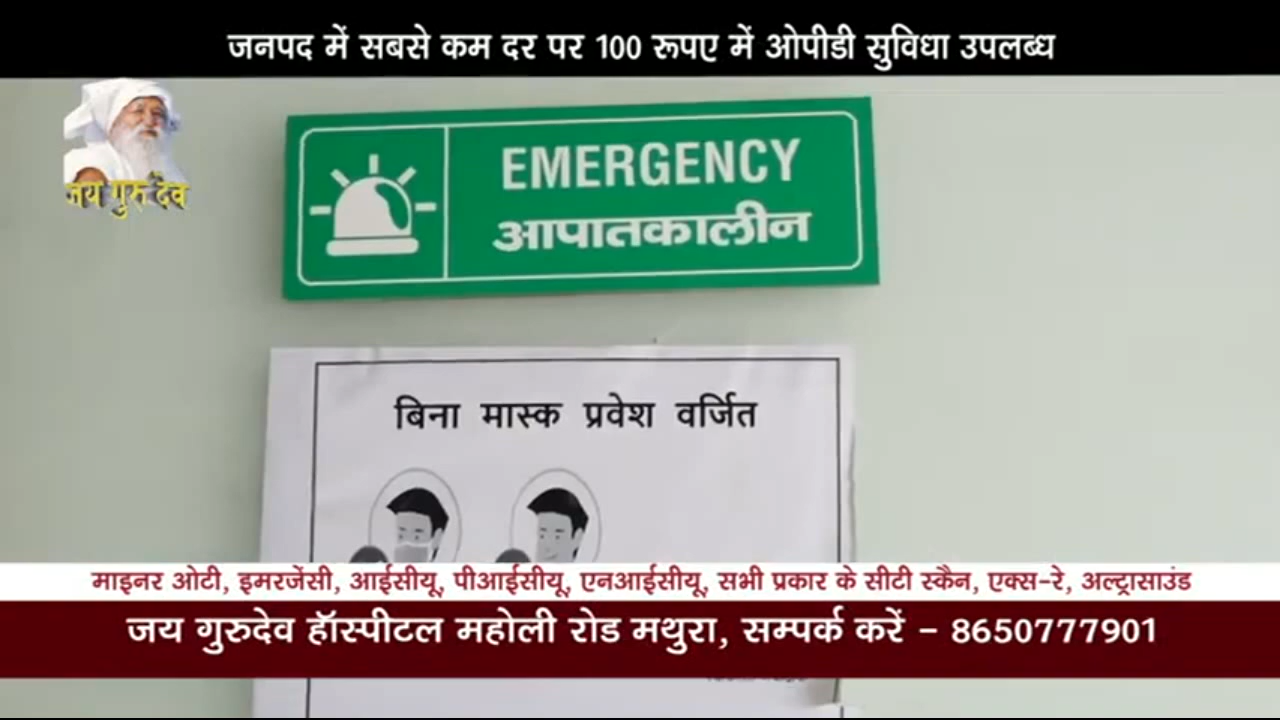 जनपद में सबसे कम दर पर 100 रूपए में ओपीडी सुविधा उपलब्ध
जय गुरु देव
EMERGENCY
आपातकालीन
बिना मास्क प्रवेश वर्जित
माइनर ओटी, इमरजेंसी, आईसीयू, पीआईसीयू, एनआईसीयू, सभी प्रकार के सीटी स्कैन, एक्स-रे, अल्ट्रासाउंड
जय गुरुदेव हॉस्पीटल महोली रोड मथुरा, सम्पर्क करें - 8650777901